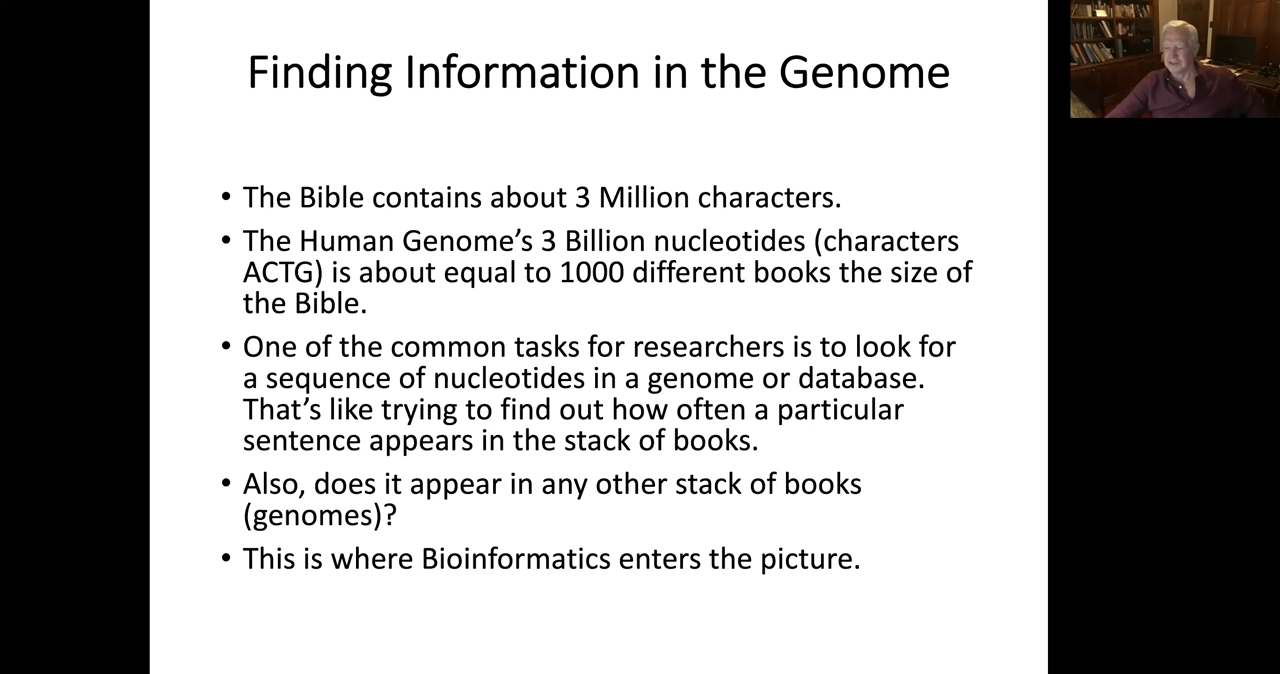 Finding Information in the Genome
• The Bible contains about 3 Million characters.
• The Human Genome’s 3 Billion nucleotides (characters
ACTG) is about equal to 1000 different books the size of
the Bible.
• One of the common tasks for researchers is to look for
a sequence of nucleotides in a genome or database.
That’s like trying to find out how often a particular
sentence appears in the stack of books.
• Also, does it appear in any other stack of books
(genomes)?
• This is where Bioinformatics enters the picture.